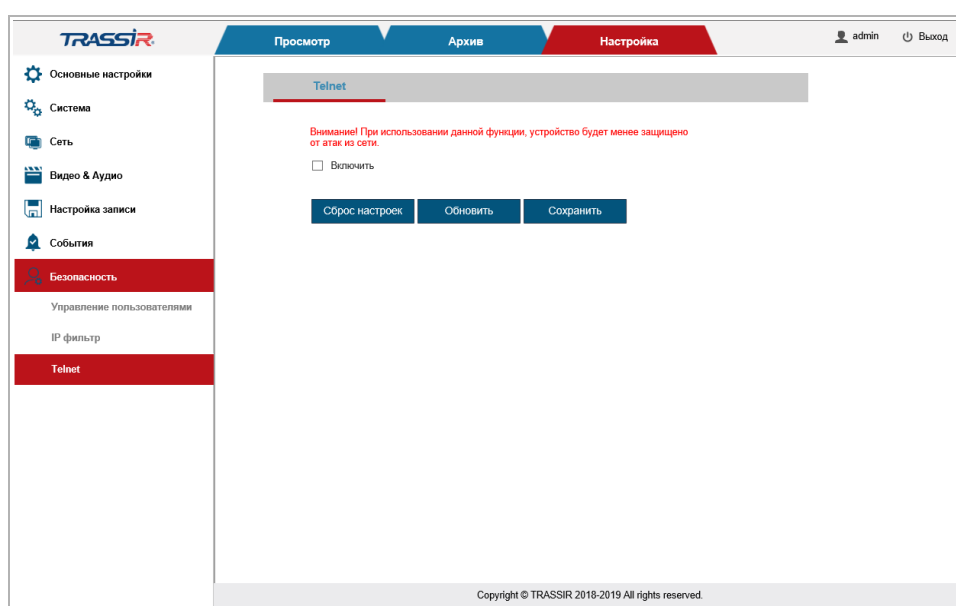 TRASSIR
Просмотр
Архив
Настройка
admin
Выход
Основные настройки
Система
Сеть
Видео & Аудио
Настройка записи
События
Безопасность
Управление пользователями
IP фильтр
Telnet
Telnet
Внимание! При использовании данной функции, устройство будет менее защищено
от атак из сети.
Включить
Сброс настроек
Обновить
Сохранить
Copyright © TRASSIR 2018-2019 All rights reserved.